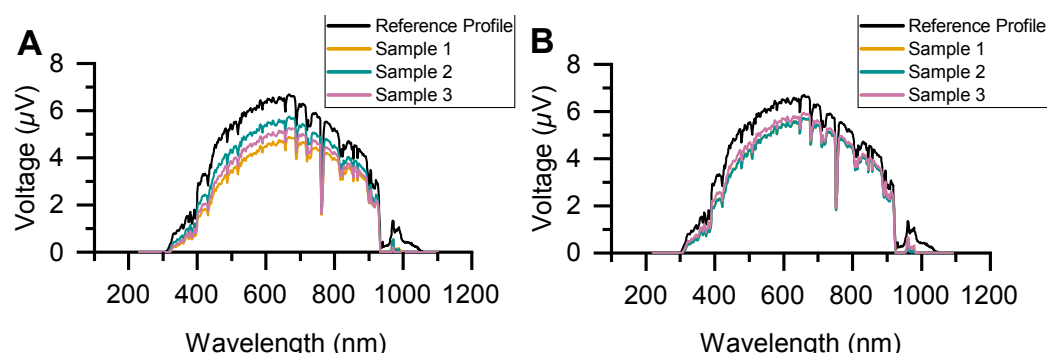 A
Reference Profile
Sample 1
Sample 2
Sample 3
8
6
4
2
0
Voltage (µV)
200 400 600 800 1000 1200
Wavelength (nm)
B
Reference Profile
Sample 1
Sample 2
Sample 3
8
6
4
2
0
Voltage (µV)
200 400 600 800 1000 1200
Wavelength (nm)